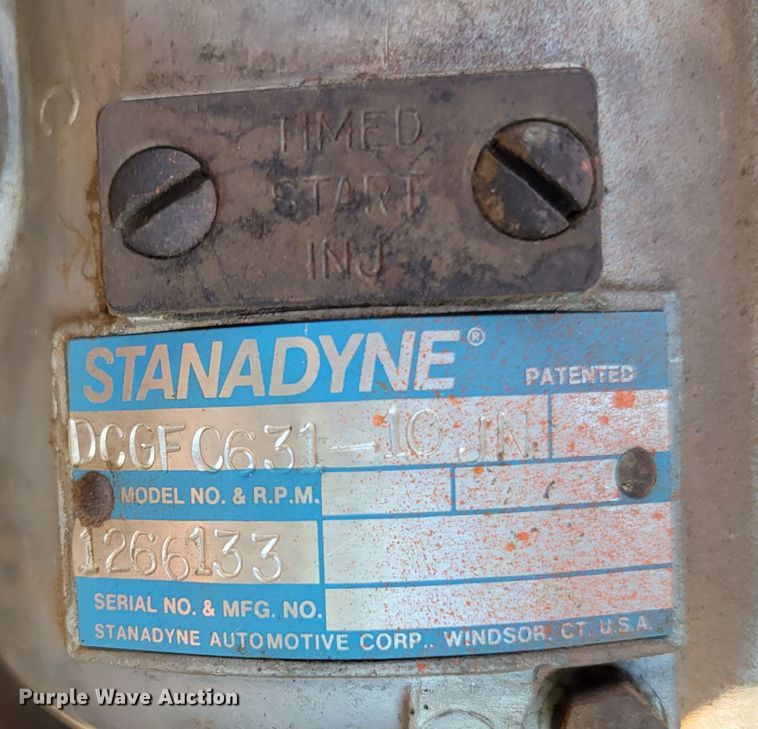 TIMED
START
INJ
STANADYNE®
PATENTED
DCGFC631-10JN
MODEL NO. & R.P.M.
1266133
SERIAL NO. & MFG. NO.
STANADYNE AUTOMOTIVE CORP., WINDSOR, CT. U.S.A.
Purple Wave Auction